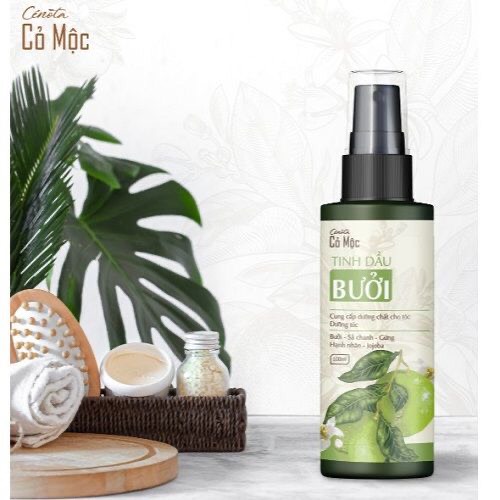 Cénota
Cỏ Mộc
Cénota
Cỏ Mộc
TINH DẦU
BƯỞI
Cung cấp dưỡng chất cho tóc
Dưỡng tóc
Bưởi - Sả chanh - Gừng
Hạnh nhân - Jojoba
100ml